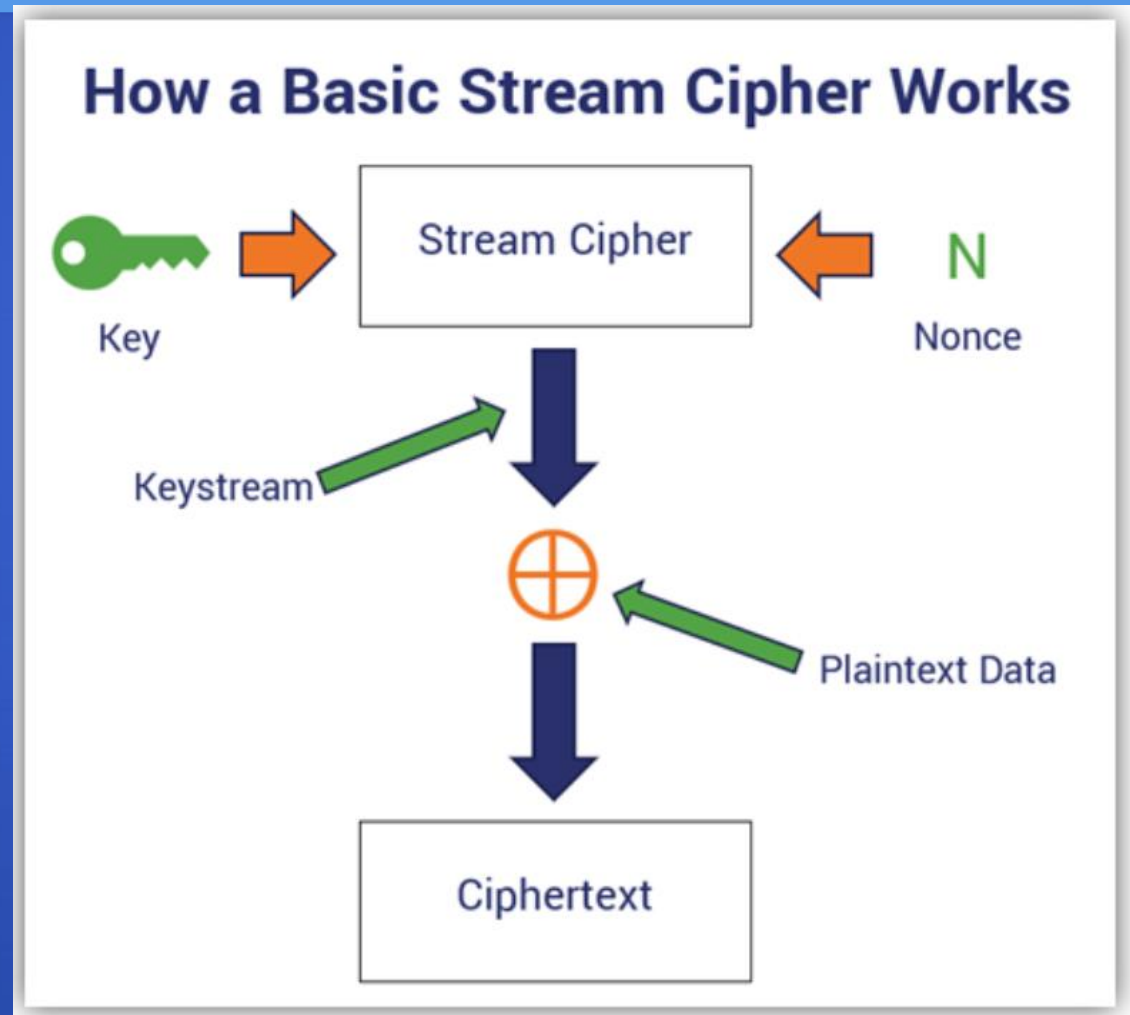 How a Basic Stream Cipher Works
Stream Cipher
N
Key
Nonce
Keystream
Plaintext Data
Ciphertext